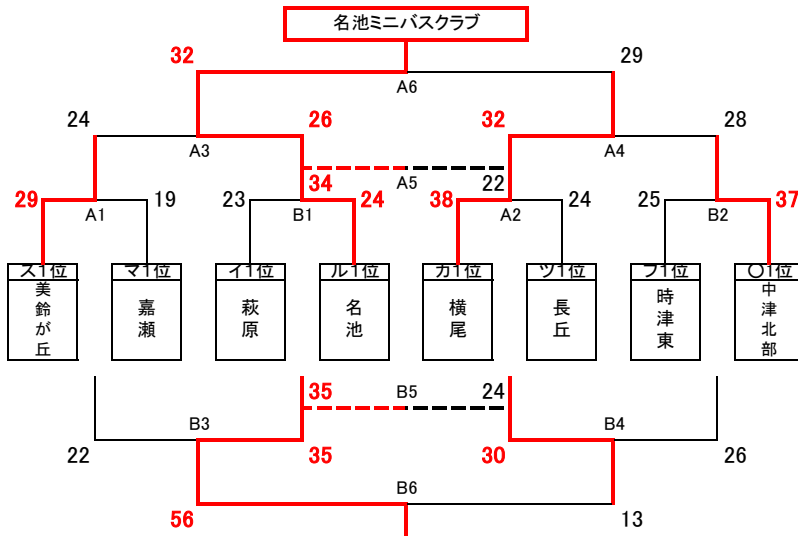 名池ミニバスクラブ
32
29
A6
24
26
32
28
A3
A4
34
A5
22
29
19
23
24
38
24
25
37
A1
B1
A2
B2
ス1位
マ1位
イ1位
ル1位
カ1位
ツ1位
フ1位
〇1位
美鈴が丘
嘉瀬
萩原
名池
横尾
長丘
時津東
中津北部
35
B5
24
B3
B4
22
35
30
26
B6
56
13